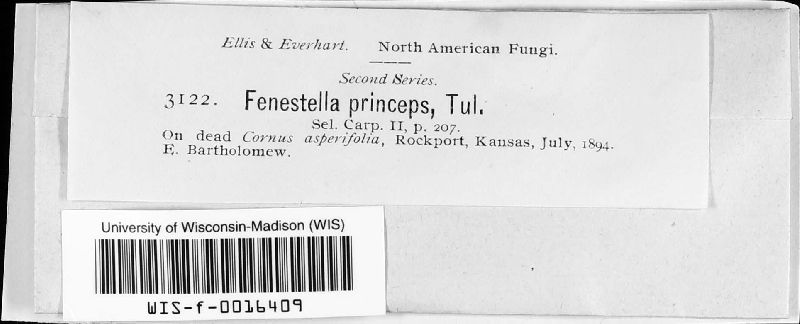 Ellis & Everhart. North American Fungi.
Second Series.
3122. Fenestella princeps, Tul.
Sel. Carp. II, p. 207.
On dead Cornus asperifolia, Rockport, Kansas, July, 1894.
E. Bartholomew.
University of Wisconsin-Madison (WIS)
WIS-f-0016409